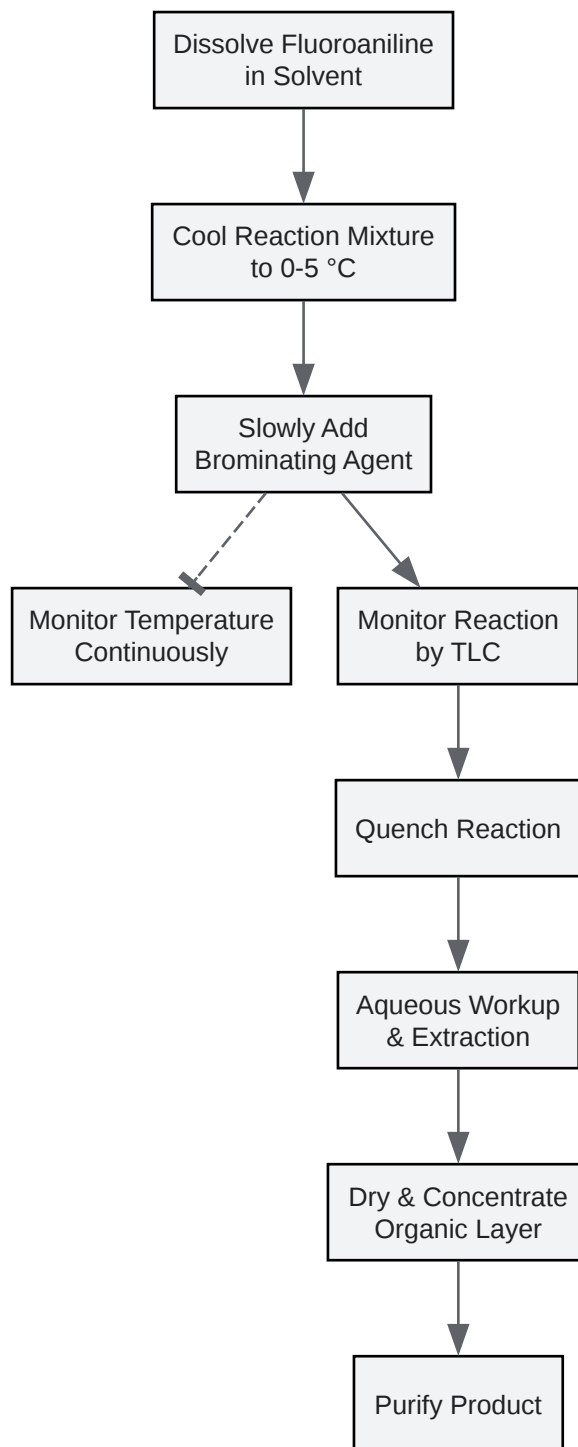 Dissolve Fluoroaniline
in Solvent
Cool Reaction Mixture
to 0-5 °C
Slowly Add
Brominating Agent
Monitor Temperature
Continuously
Monitor Reaction
by TLC
Quench Reaction
Aqueous Workup
& Extraction
Dry & Concentrate
Organic Layer
Purify Product